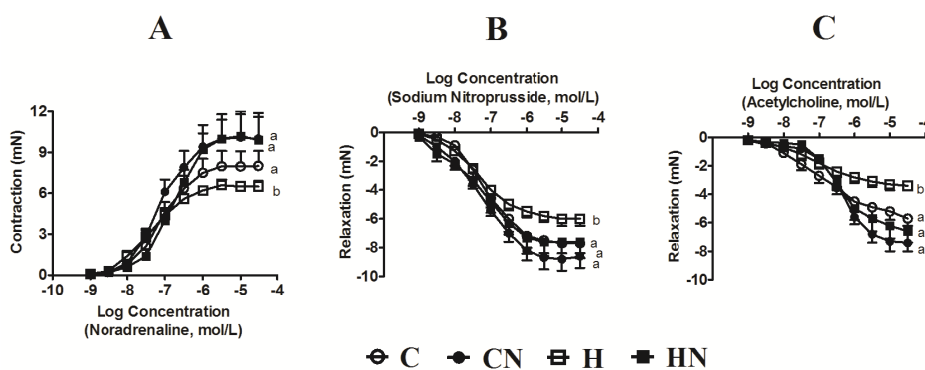 A
B
C
Contraction (mN)
12
9
6
3
0
-10 -9 -8 -7 -6 -5 -4
Log Concentration
(Noradrenaline, mol/L)
a
a
a
b
Log Concentration
(Sodium Nitroprusside, mol/L)
-10 -9 -8 -7 -6 -5 -4
Relaxation (mN)
0
-2
-4
-6
-8
-10
b
a
a
a
Log Concentration
(Acetylcholine, mol/L)
-10 -9 -8 -7 -6 -5 -4
Relaxation (mN)
0
-2
-4
-6
-8
-10
b
a
a
a
C CN H HN